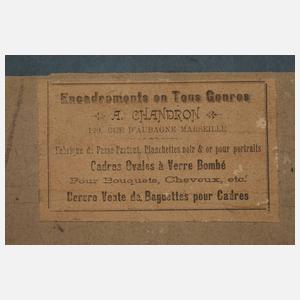 Encadrements en Tous Genres
A. CHANDRON
129, RUE D'AUBAGNE MARSEILLE
Fabrique de Passe-Partout, Planchettes noir & or pour portraits
Cadres Ovales à Verre Bombé
Pour Bouquets, Cheveux, etc.
Vente de Baguettes pour Cadres